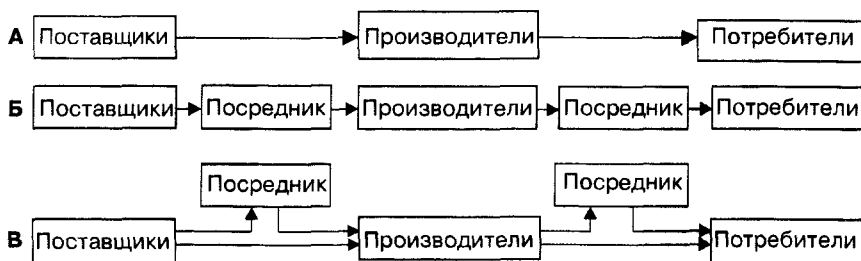 А Поставщики Производители Потребители
Б Поставщики Посредник Производители Посредник Потребители
Посредник Посредник
В Поставщики Производители Потребители